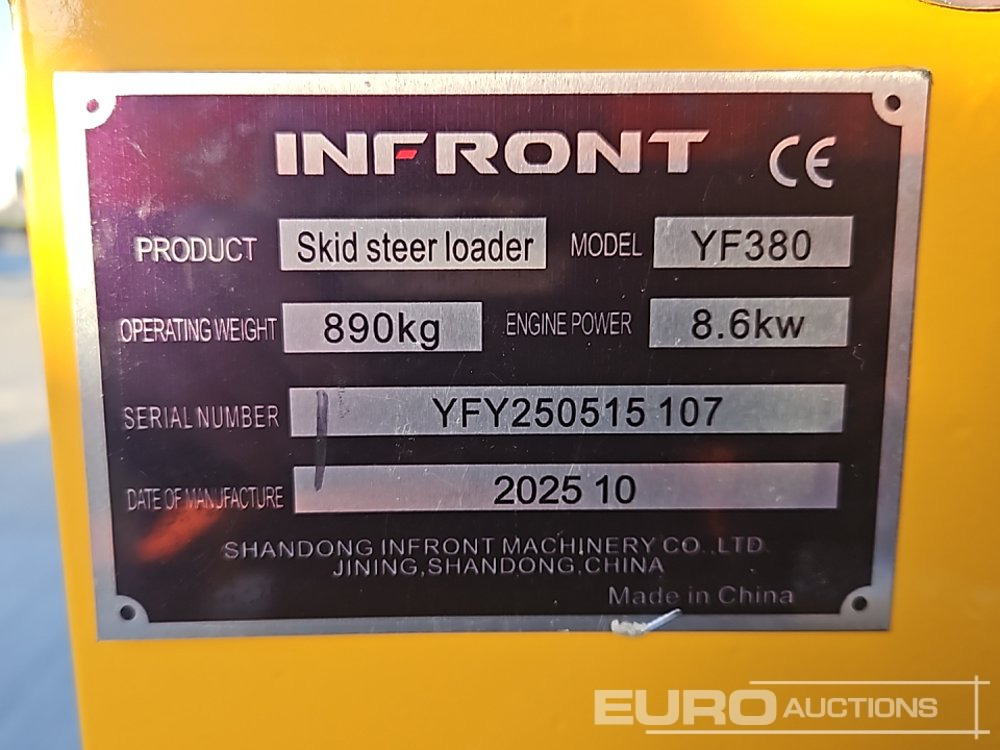 INFRONT CE
PRODUCT Skid steer loader MODEL YF380
OPERATING WEIGHT 890kg ENGINE POWER 8.6kw
SERIAL NUMBER YFY250515 107
DATE OF MANUFACTURE 2025 10
SHANDONG INFRONT MACHINERY CO.,LTD
JINING,SHANDONG,CHINA
Made in China
EURO AUCTIONS